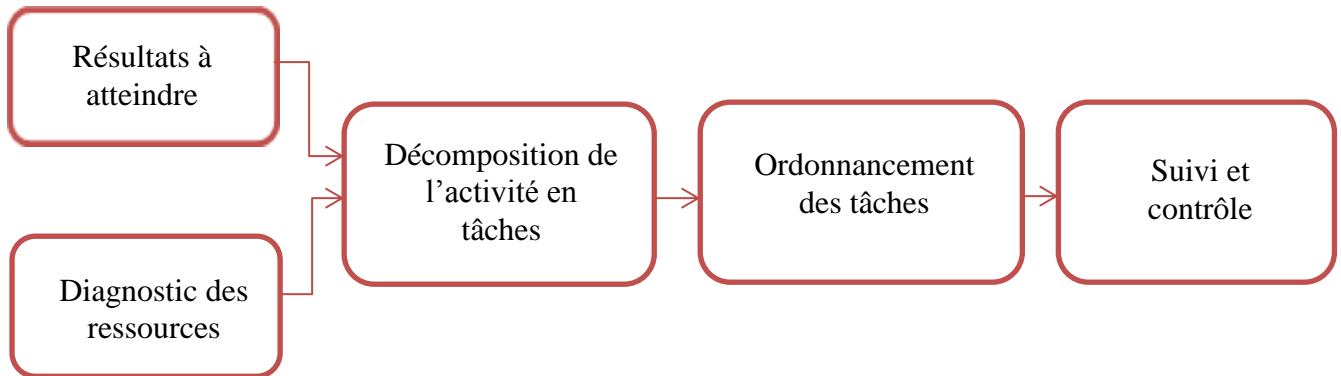 Résultats à
atteindre
Diagnostic des
ressources
Décomposition de
l’activité en
tâches
Ordonnancement
des tâches
Suivi et
contrôle